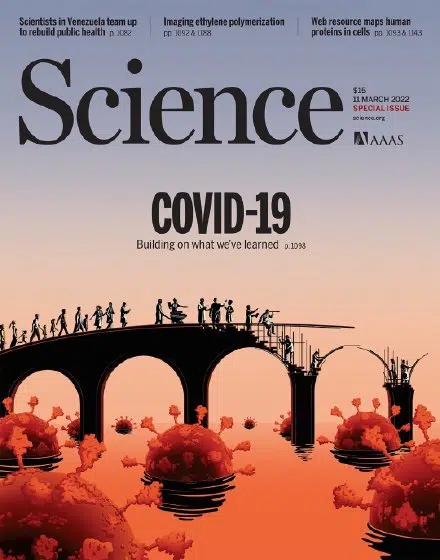 Scientists in Venezuela team up
to rebuild public health p. 1082
Imaging ethylene polymerization
pp. 1092 & 1188
Web resource maps human
proteins in cells pp. 1093 & 1143
Science
$15
11 MARCH 2022
SPECIAL ISSUE
science.org
AAAS
COVID-19
Building on what we've learned p. 1098